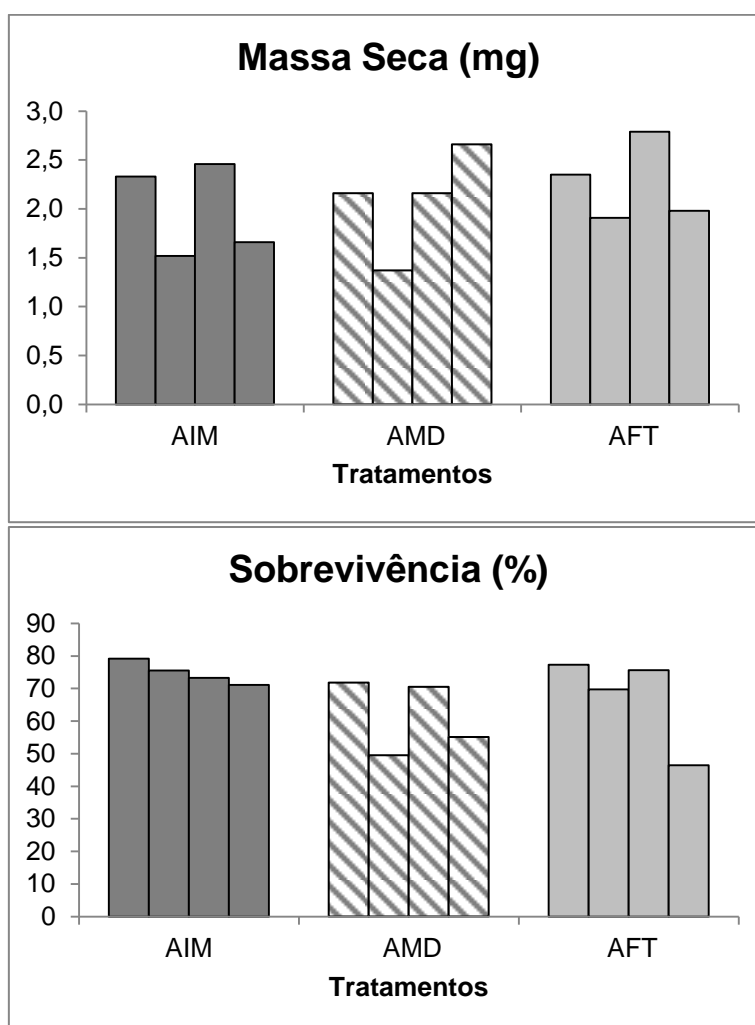 Massa Seca (mg)
3,0
2,5
2,0
1,5
1,0
0,5
0,0
AIM AMD AFT
Tratamentos
Sobrevivência (%)
90
80
70
60
50
40
30
20
10
0
AIM AMD AFT
Tratamentos